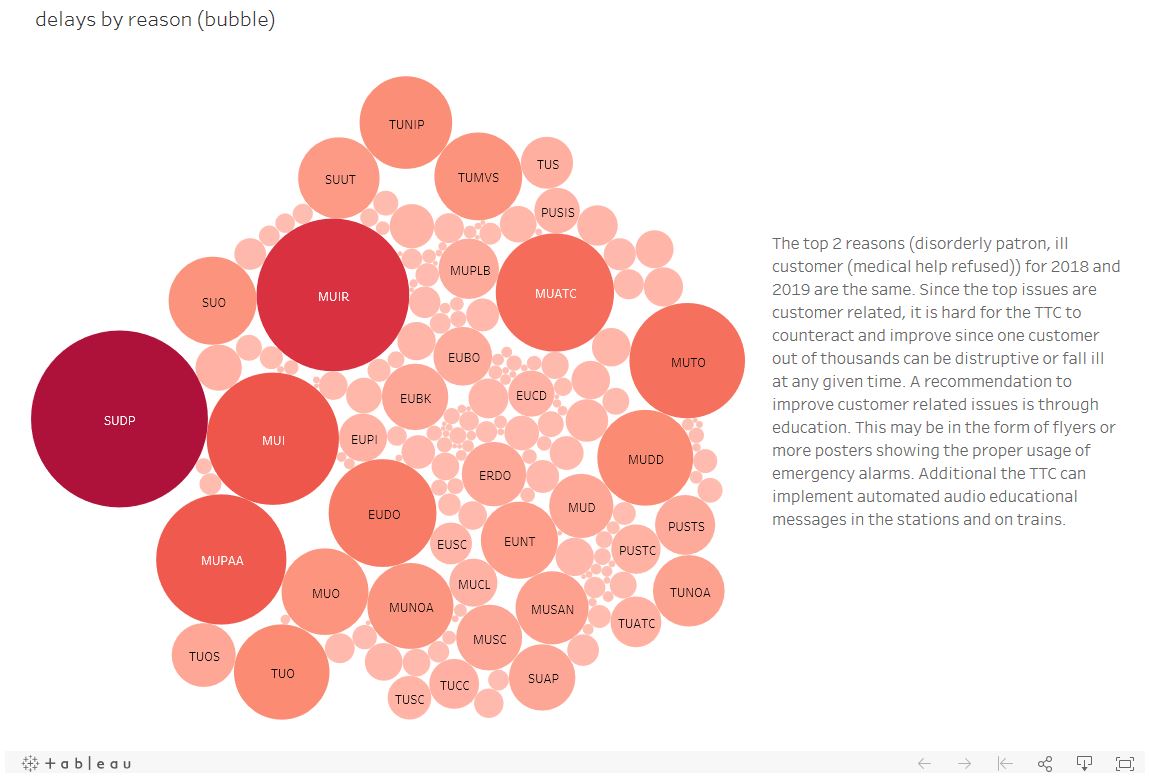 delays by reason (bubble)
TUNIP
TUS
SUUT
TUMVS
PUSIS
MUPLB
MUIR
MUATC
SUO
EUBO
MUTO
EUCD
EUBK
SUDP
MUI
EUPI
MUDD
ERDO
MUD
EUDO
PUSTS
EUNT
EUSC
PUSTC
MUPAA
MUCL
TUNOA
MUO
MUNOA
MUSAN
TUATC
MUSC
TUOS
TUO
SUAP
TUCC
TUSC
The top 2 reasons (disorderly patron, ill
customer (medical help refused)) for 2018 and
2019 are the same. Since the top issues are
customer related, it is hard for the TTC to
counteract and improve since one customer
out of thousands can be distruptive or fall ill
at any given time. A recommendation to
improve customer related issues is through
education. This may be in the form of flyers or
more posters showing the proper usage of
emergency alarms. Additional the TTC can
implement automated audio educational
messages in the stations and on trains.
+ableau